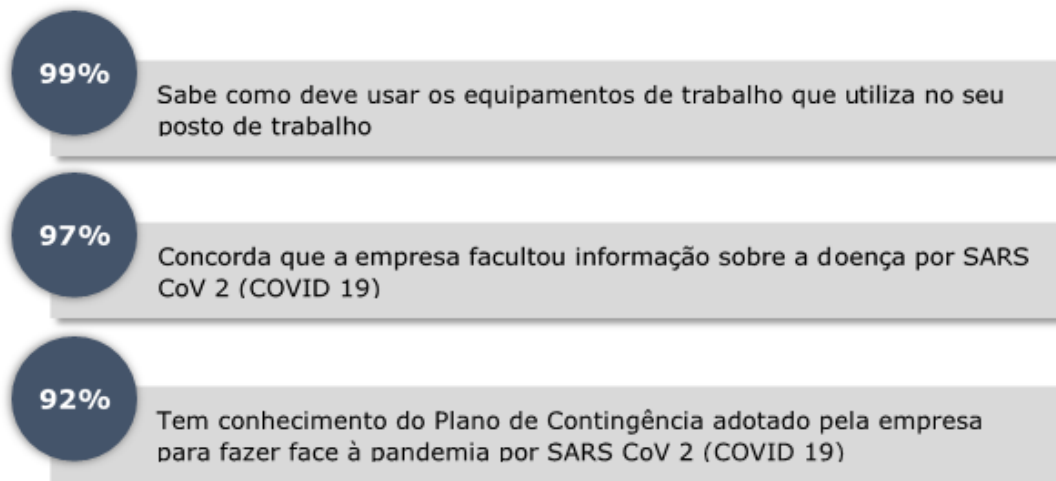 99%
Sabe como deve usar os equipamentos de trabalho que utiliza no seu
posto de trabalho
97%
Concorda que a empresa facultou informação sobre a doença por SARS
CoV 2 (COVID 19)
92%
Tem conhecimento do Plano de Contingência adotado pela empresa
para fazer face à pandemia por SARS CoV 2 (COVID 19)